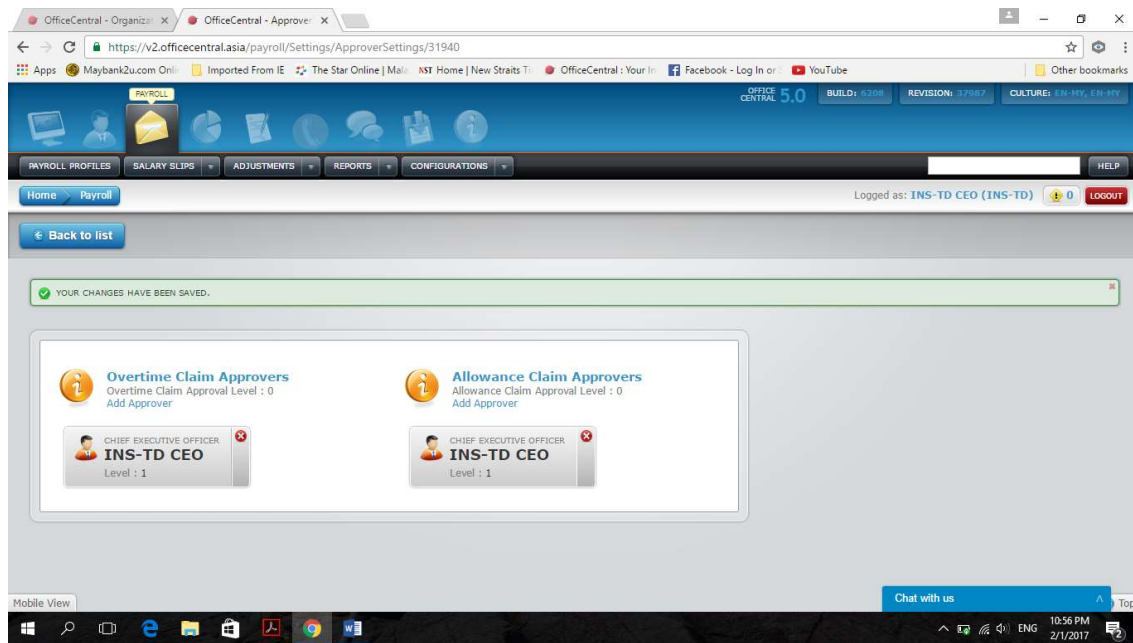 OfficeCentral - Organizat
OfficeCentral - Approver
https://v2.officecentral.asia/payroll/Settings/ApproverSettings/31940
Apps
Maybank2u.com Onli
Imported From IE
The Star Online | Mala
NST Home | New Straits Ti
OfficeCentral : Your In
Facebook - Log In or
YouTube
Other bookmarks
PAYROLL
OFFICE CENTRAL 5.0
BUILD: 6208
REVISION: 37987
CULTURE: EN-MY, EN-MY
PAYROLL PROFILES
SALARY SLIPS
ADJUSTMENTS
REPORTS
CONFIGURATIONS
HELP
Home
Payroll
Logged as: INS-TD CEO (INS-TD)
0
LOGOUT
Back to list
YOUR CHANGES HAVE BEEN SAVED.
Overtime Claim Approvers
Overtime Claim Approval Level : 0
Add Approver
CHIEF EXECUTIVE OFFICER
INS-TD CEO
Level : 1
Allowance Claim Approvers
Allowance Claim Approval Level : 0
Add Approver
CHIEF EXECUTIVE OFFICER
INS-TD CEO
Level : 1
Mobile View
Chat with us
Top
ENG
10:56 PM
2/1/2017
2